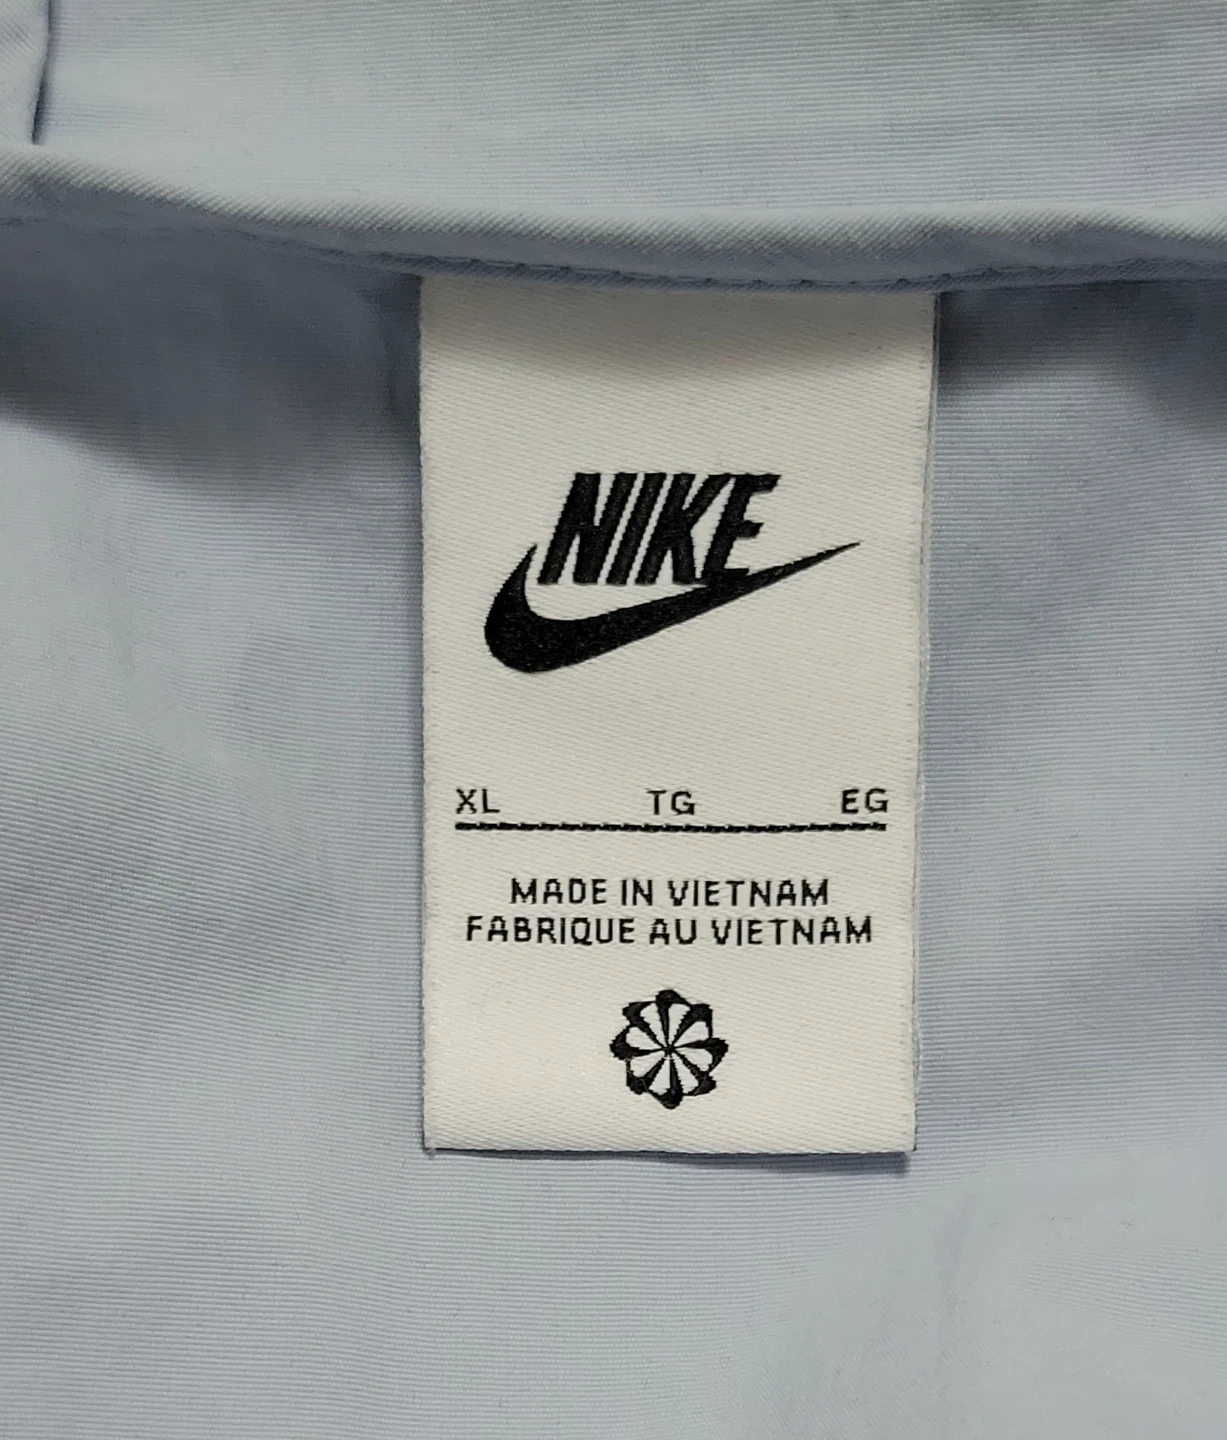 NIKE
XL TG EG
MADE IN VIETNAM
FABRIQUE AU VIETNAM